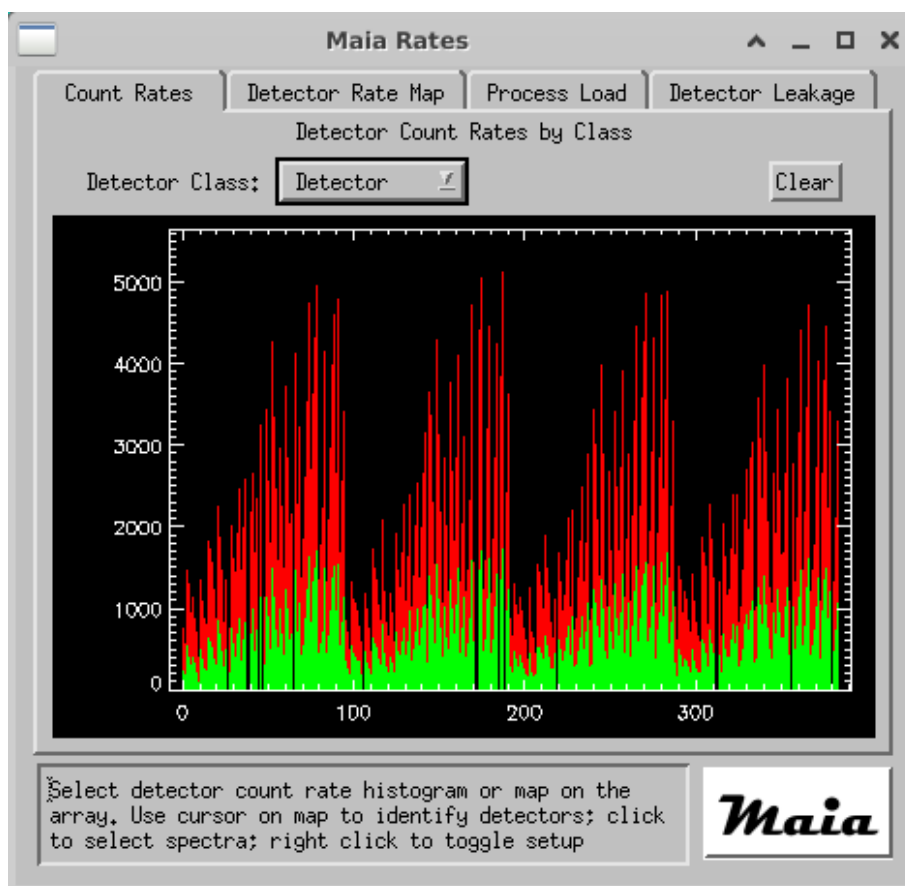 Maia Rates
Count Rates Detector Rate Map Process Load Detector Leakage
Detector Count Rates by Class
Detector Class: Detector Clear
5000
4000
3000
2000
1000
0
0 100 200 300
Select detector count rate histogram or map on the
array. Use cursor on map to identify detectors; click
to select spectra; right click to toggle setup
Maia